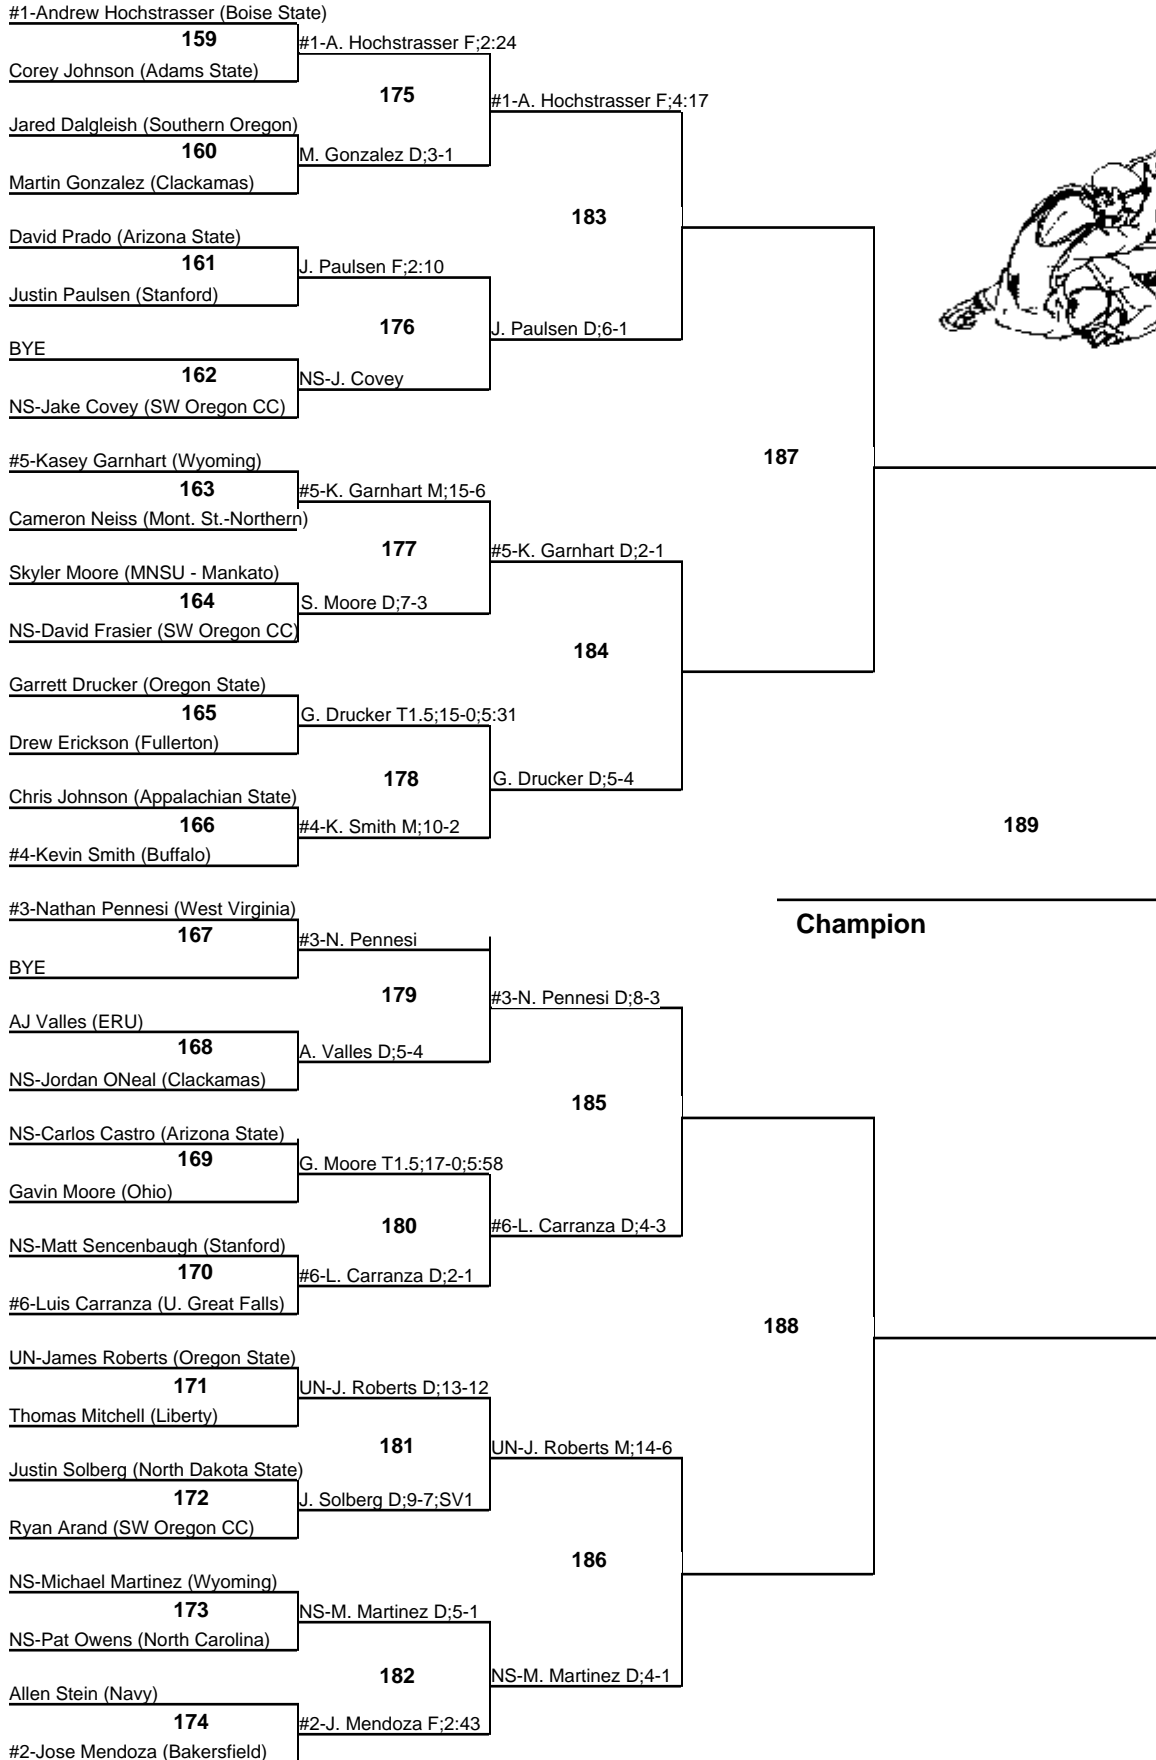 #1-Andrew Hochstrasser (Boise State)
159
#1-A. Hochstrasser F;2:24
Corey Johnson (Adams State)
175
#1-A. Hochstrasser F;4:17
Jared Dalgleish (Southern Oregon)
160
M. Gonzalez D;3-1
Martin Gonzalez (Clackamas)
183
David Prado (Arizona State)
161
J. Paulsen F;2:10
Justin Paulsen (Stanford)
176
J. Paulsen D;6-1
BYE
162
NS-J. Covey
NS-Jake Covey (SW Oregon CC)
187
#5-Kasey Garnhart (Wyoming)
163
#5-K. Garnhart M;15-6
Cameron Neiss (Mont. St.-Northern)
177
#5-K. Garnhart D;2-1
Skyler Moore (MNSU - Mankato)
164
S. Moore D;7-3
NS-David Frasier (SW Oregon CC)
184
Garrett Drucker (Oregon State)
165
G. Drucker T1.5;15-0;5:31
Drew Erickson (Fullerton)
178
G. Drucker D;5-4
Chris Johnson (Appalachian State)
166
#4-K. Smith M;10-2
189
#4-Kevin Smith (Buffalo)
#3-Nathan Pennesi (West Virginia)
Champion
167
#3-N. Pennesi
BYE
179
#3-N. Pennesi D;8-3
AJ Valles (ERU)
168
A. Valles D;5-4
NS-Jordan ONeal (Clackamas)
185
NS-Carlos Castro (Arizona State)
169
G. Moore T1.5;17-0;5:58
Gavin Moore (Ohio)
180
#6-L. Carranza D;4-3
NS-Matt Sencenbaugh (Stanford)
170
#6-L. Carranza D;2-1
#6-Luis Carranza (U. Great Falls)
188
UN-James Roberts (Oregon State)
171
UN-J. Roberts D;13-12
Thomas Mitchell (Liberty)
181
UN-J. Roberts M;14-6
Justin Solberg (North Dakota State)
172
J. Solberg D;9-7;SV1
Ryan Arand (SW Oregon CC)
186
NS-Michael Martinez (Wyoming)
173
NS-M. Martinez D;5-1
NS-Pat Owens (North Carolina)
182
NS-M. Martinez D;4-1
Allen Stein (Navy)
174
#2-J. Mendoza F;2:43
#2-Jose Mendoza (Bakersfield)